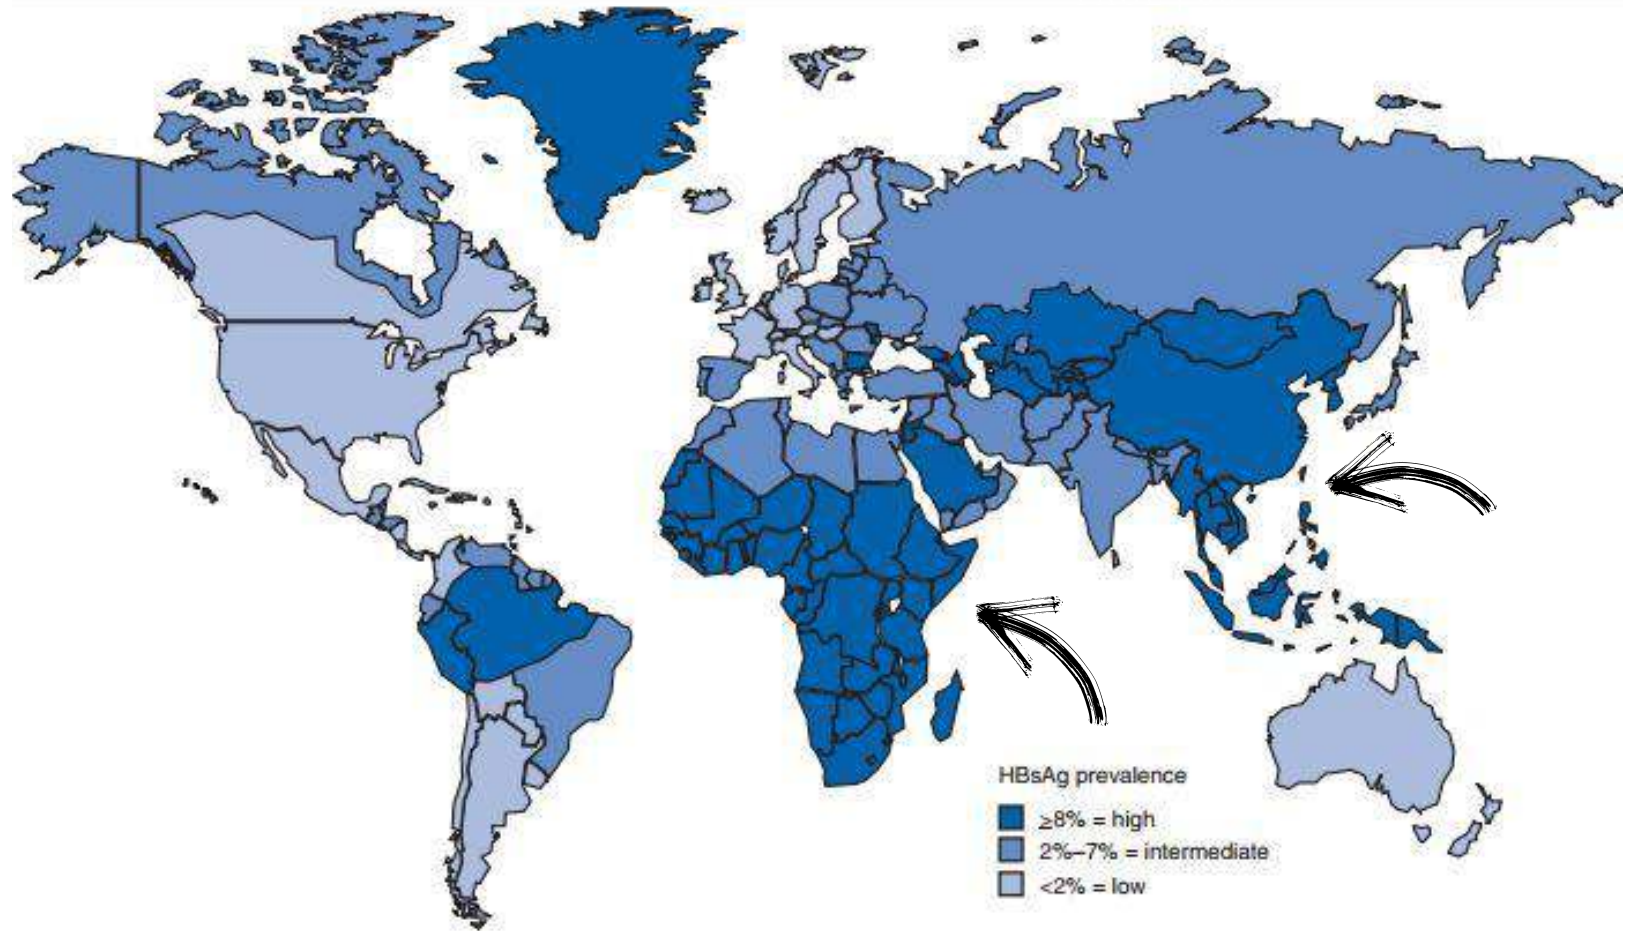 HBsAg prevalence
≥8% = high
2%–7% = intermediate
<2% = low